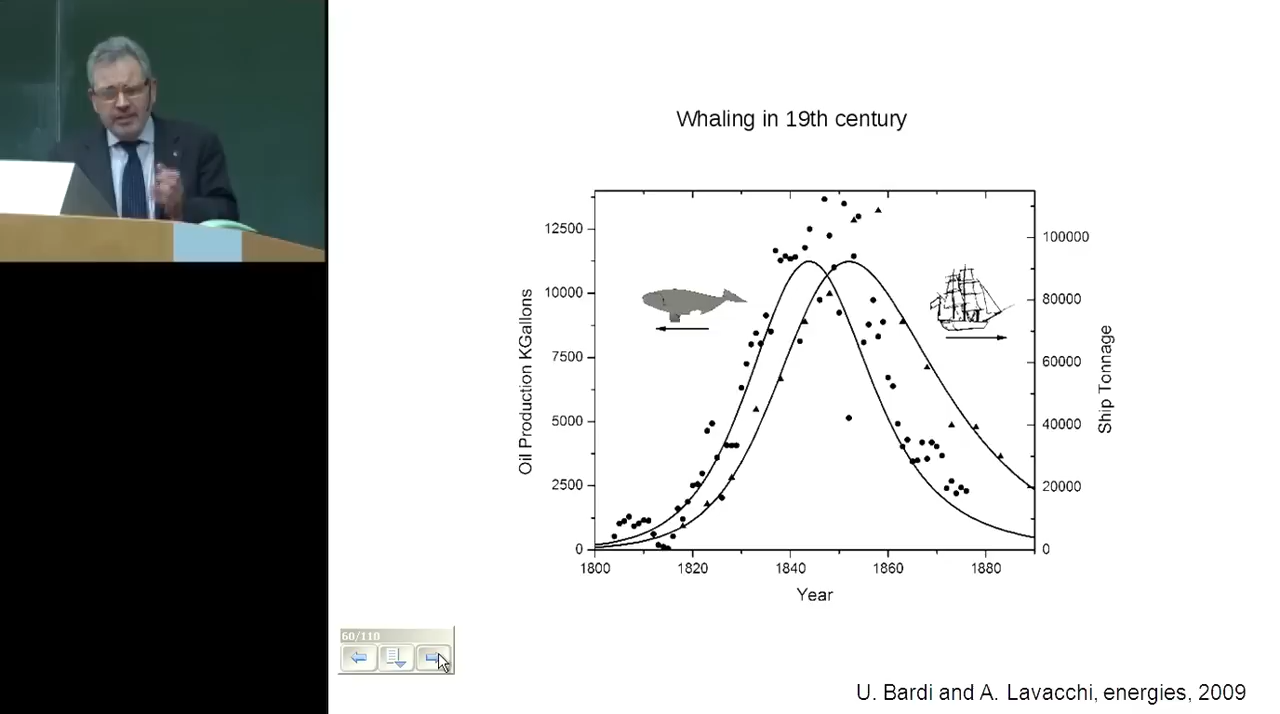 Whaling in 19th century
12500
10000
7500
5000
2500
0
Oil Production KGallons
100000
80000
60000
40000
20000
0
Ship Tonnage
1800 1820 1840 1860 1880
Year
60/110
U. Bardi and A. Lavacchi, energies, 2009